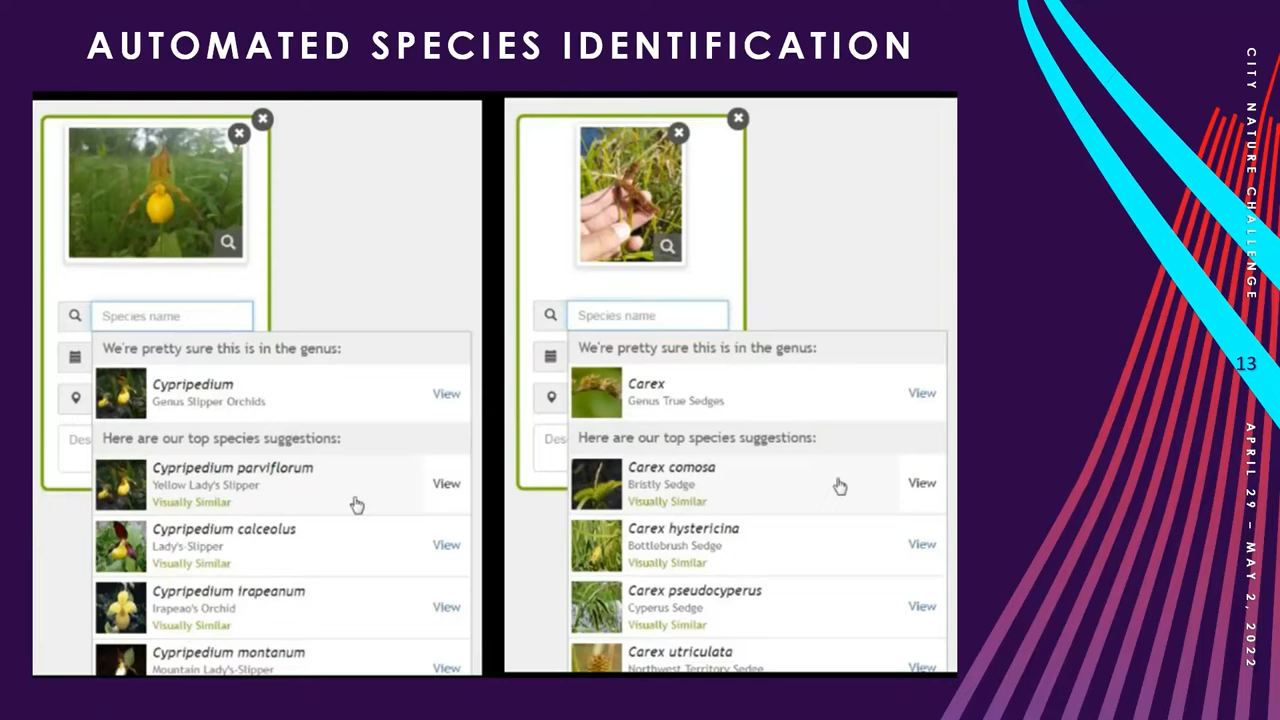 AUTOMATED SPECIES IDENTIFICATION
Species name
We're pretty sure this is in the genus:
Cypripedium
Genus Slipper Orchids
View
Here are our top species suggestions:
Cypripedium parviflorum
Yellow Lady's Slipper
Visually Similar
View
Cypripedium calceolus
Lady's-Slipper
Visually Similar
View
Cypripedium irapeanum
Irapeao's Orchid
Visually Similar
View
Cypripedium montanum
Mountain Lady's-Slipper
View
Des
Species name
We're pretty sure this is in the genus:
Carex
Genus True Sedges
View
Here are our top species suggestions:
Carex comosa
Bristly Sedge
Visually Similar
View
Carex hystericina
Bottlebrush Sedge
Visually Similar
View
Carex pseudocyperus
Cyperus Sedge
Visually Similar
View
Carex utriculata
Northwest Territory Sedge
View
Des
CITY NATURE CHALLENGE
13
APRIL 29 – MAY 2, 2022